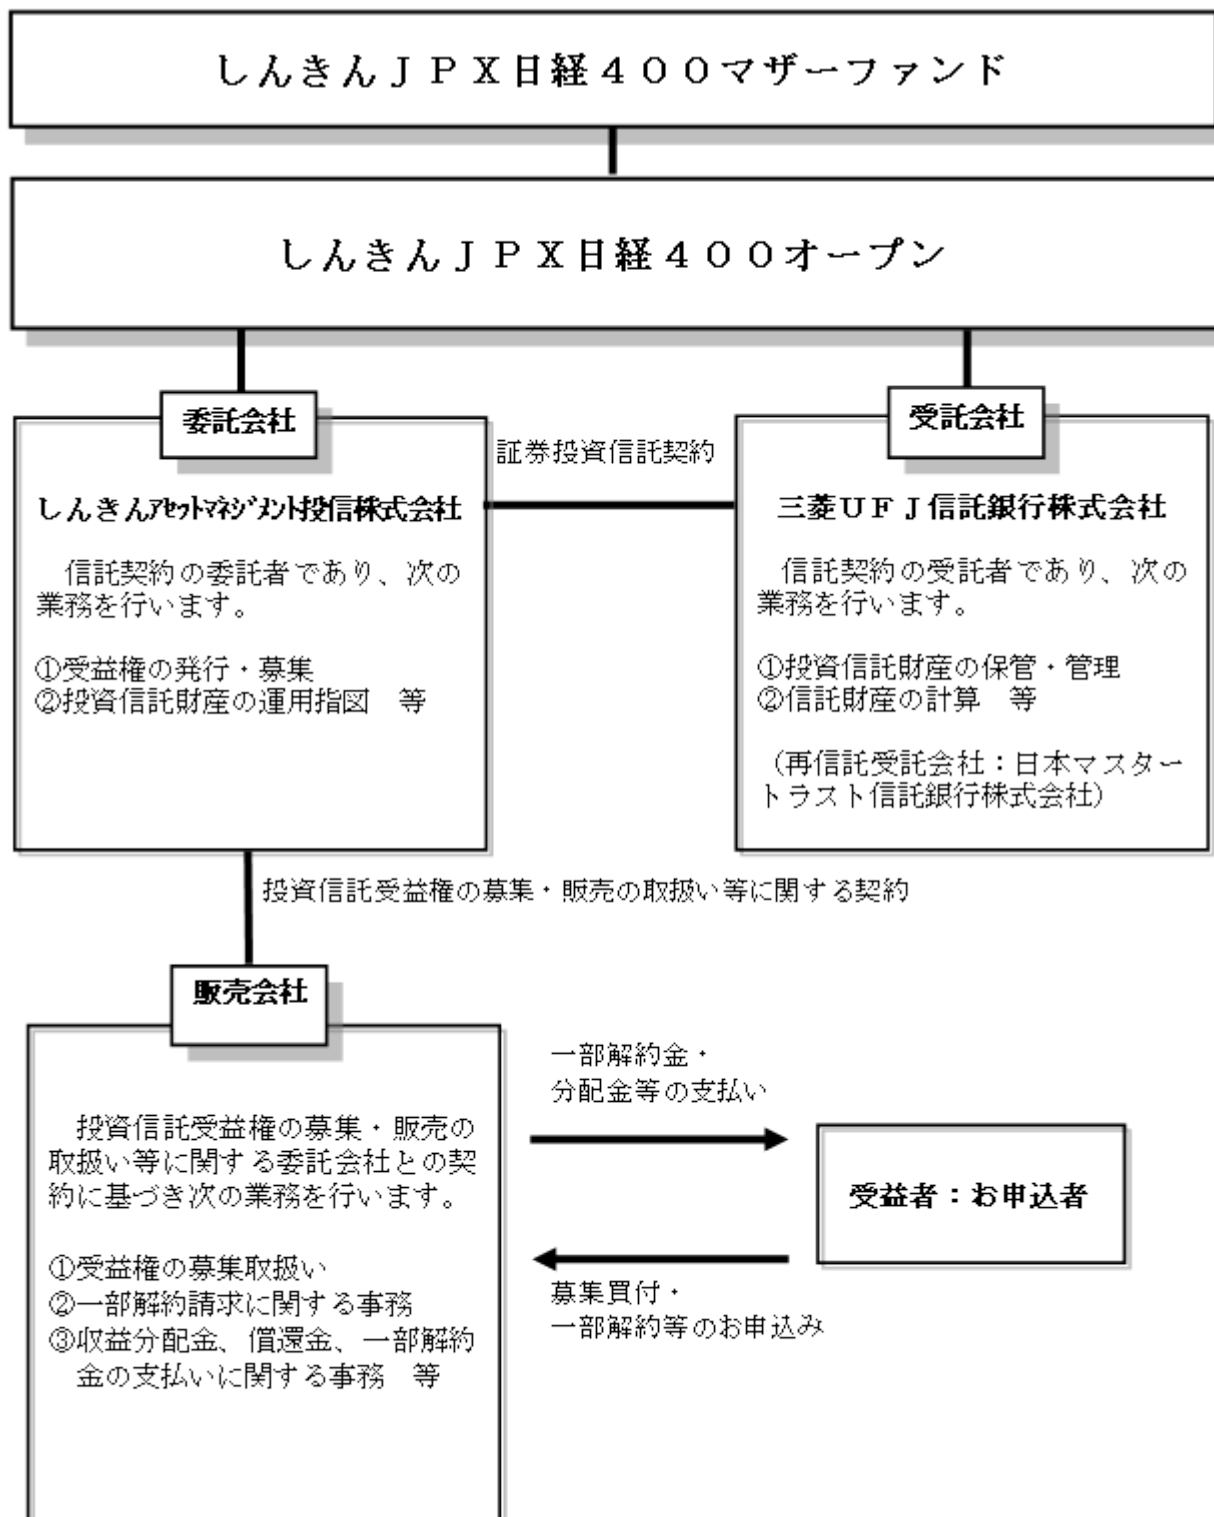 しんきんＪＰＸ日経４００マザーファンド
しんきんＪＰＸ日経４００オープン
委託会社
しんきんｱｾｯﾄﾏﾈｼﾞﾒﾝﾄ投信株式会社
信託契約の委託者であり、次の
業務を行います。
①受益権の発行・募集
②投資信託財産の運用指図　等
証券投資信託契約
受託会社
三菱ＵＦＪ信託銀行株式会社
信託契約の受託者であり、次の
業務を行います。
①投資信託財産の保管・管理
②信託財産の計算　等
（再信託受託会社：日本マスター
トラスト信託銀行株式会社）
投資信託受益権の募集・販売の取扱い等に関する契約
販売会社
投資信託受益権の募集・販売の
取扱い等に関する委託会社との契
約に基づき次の業務を行います。
①受益権の募集取扱い
②一部解約請求に関する事務
③収益分配金、償還金、一部解約
金の支払いに関する事務　等
一部解約金・
分配金等の支払い
受益者：お申込者
募集買付・
一部解約等のお申込み